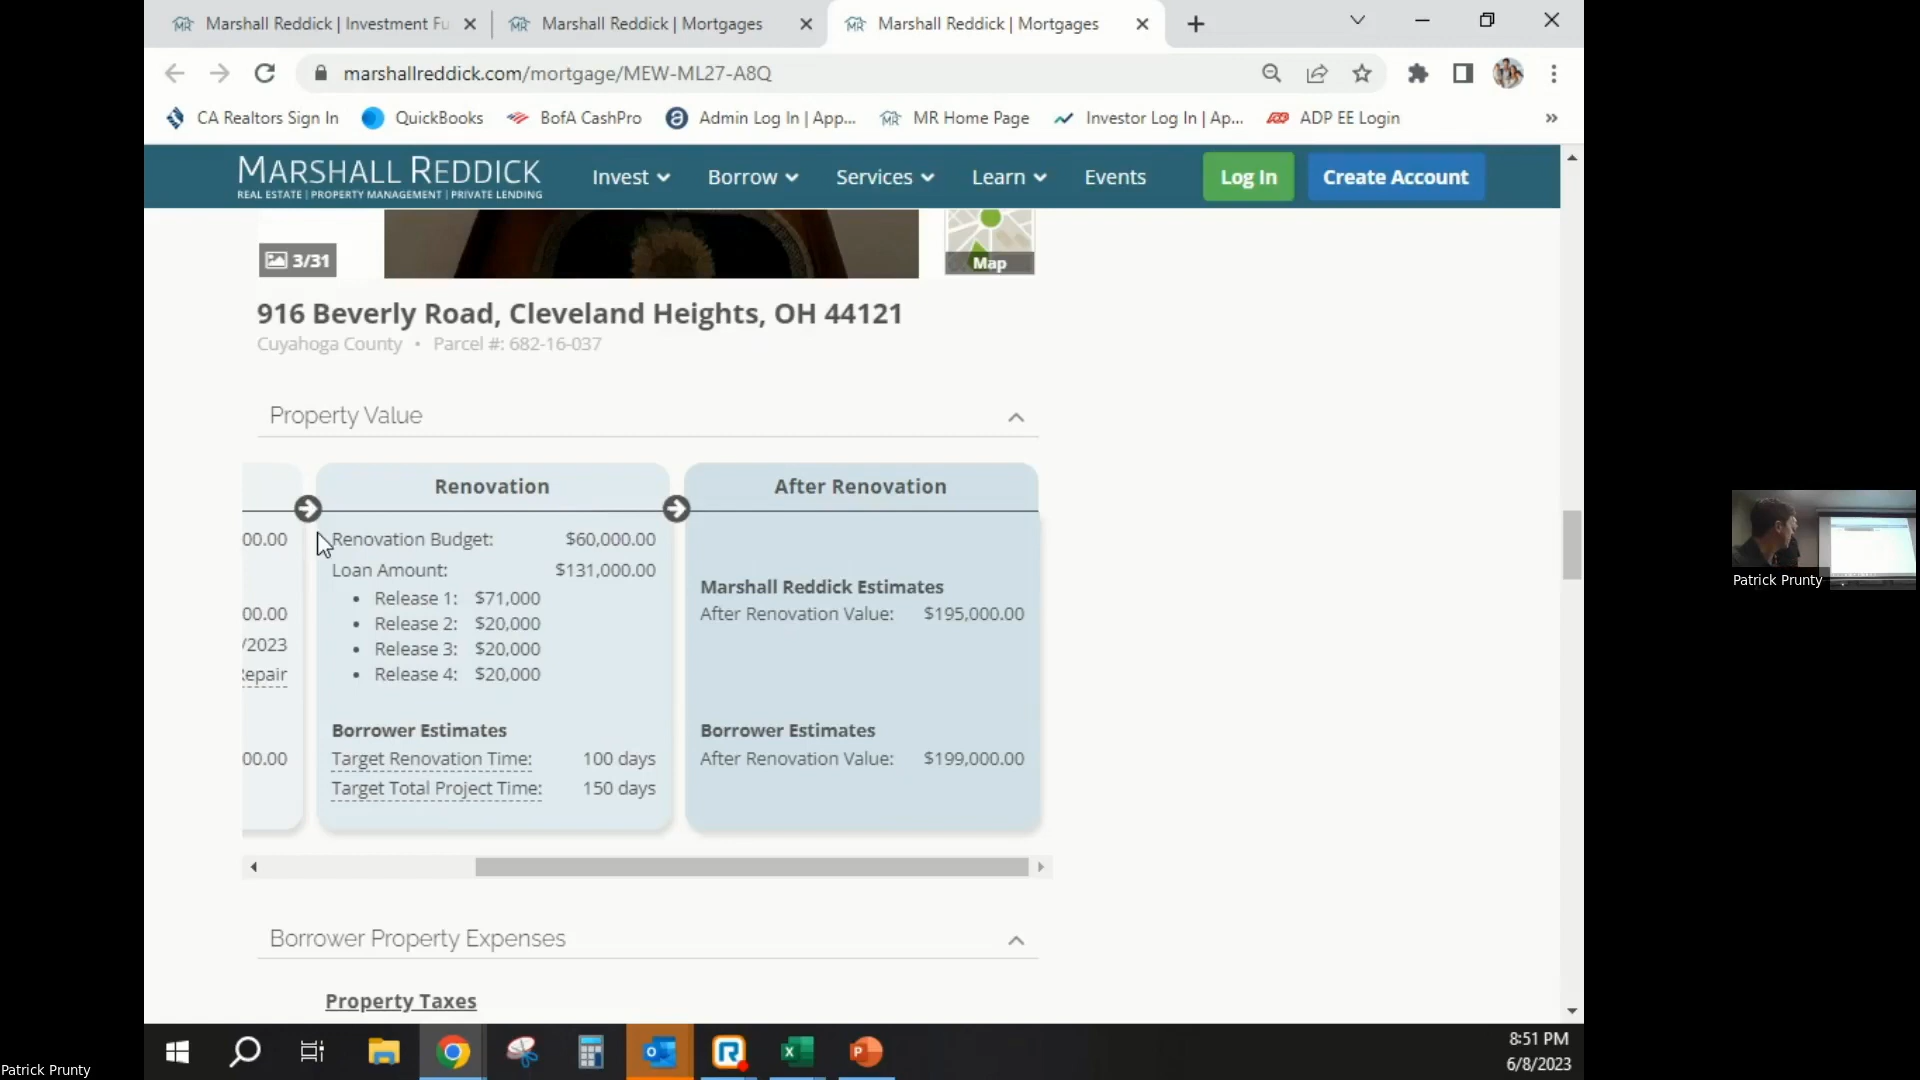 Marshall Reddick | Investment Fu
Marshall Reddick | Mortgages
Marshall Reddick | Mortgages
marshallreddick.com/mortgage/MEW-ML27-A8Q
CA Realtors Sign In
QuickBooks
BofA CashPro
Admin Log In | App...
MR Home Page
Investor Log In | Ap...
ADP EE Login
»
MARSHALL REDDICK
REAL ESTATE | PROPERTY MANAGEMENT | PRIVATE LENDING
Invest
Borrow
Services
Learn
Events
Log In
Create Account
3/31
Map
916 Beverly Road, Cleveland Heights, OH 44121
Cuyahoga County • Parcel #: 682-16-037
Property Value
00.00
00.00
/2023
epair
00.00
Renovation
Renovation Budget: $60,000.00
Loan Amount: $131,000.00
• Release 1: $71,000
• Release 2: $20,000
• Release 3: $20,000
• Release 4: $20,000
Borrower Estimates
Target Renovation Time: 100 days
Target Total Project Time: 150 days
After Renovation
Marshall Reddick Estimates
After Renovation Value: $195,000.00
Borrower Estimates
After Renovation Value: $199,000.00
Borrower Property Expenses
Property Taxes
8:51 PM
6/8/2023
Patrick Prunty
Patrick Prunty